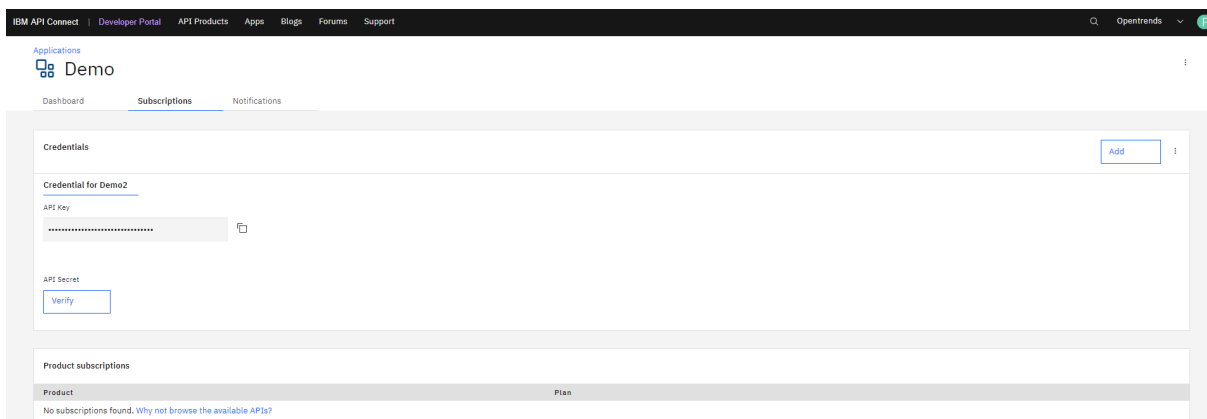 IBM API Connect | Developer Portal API Products Apps Blogs Forums Support Opentrends
Applications
Demo
Dashboard Subscriptions Notifications
Credentials
Add
Credential for Demo2
API Key
API Secret
Verify
Product subscriptions
Product Plan
No subscriptions found. Why not browse the available APIs?